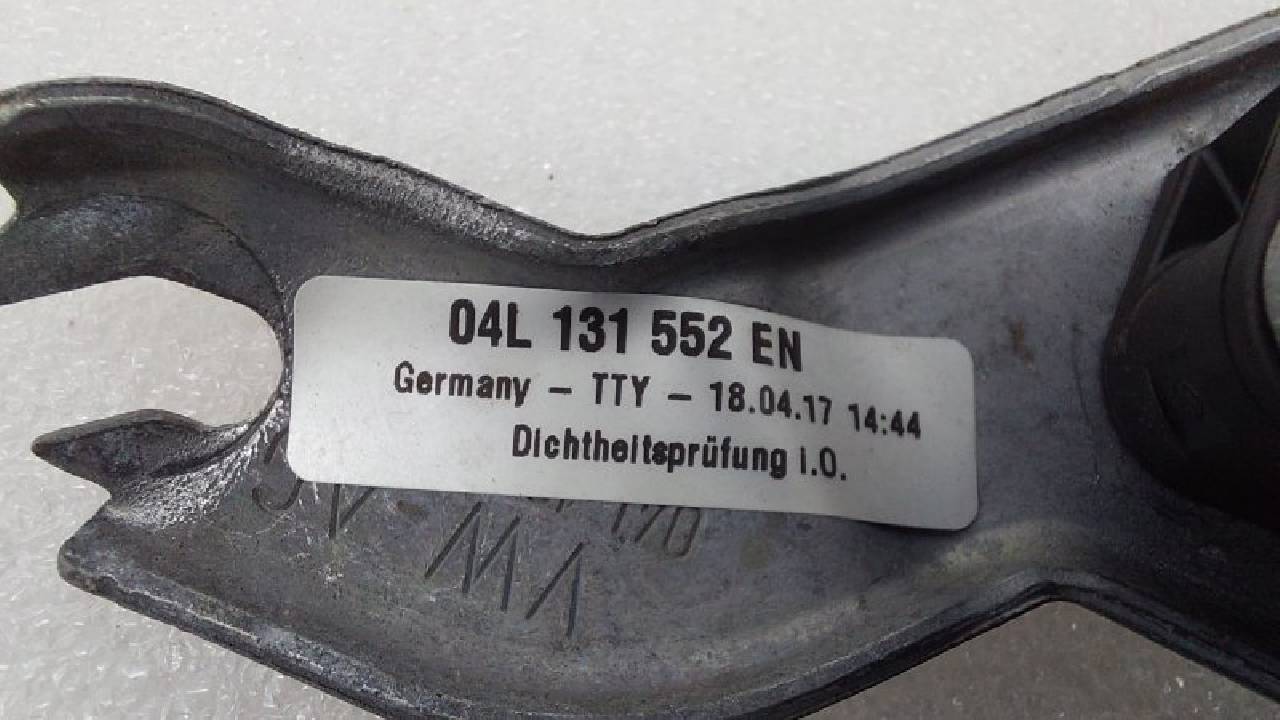 04L 131 552 EN
Germany – TTY – 18.04.17 14:44
Dichtheitsprüfung i.O.
VW